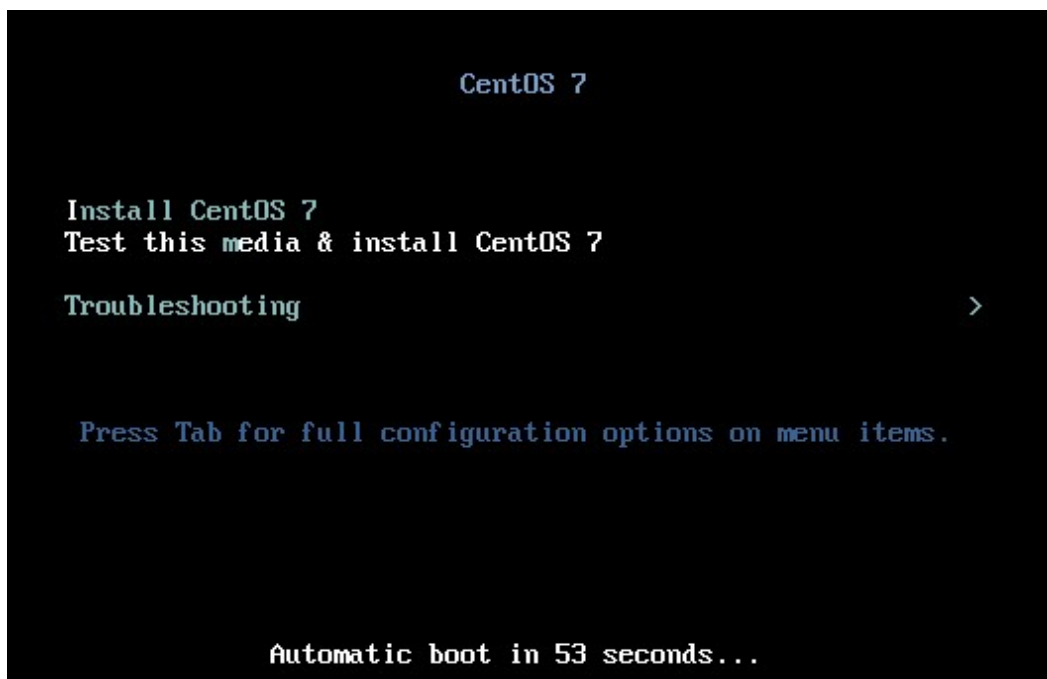 CentOS 7
Install CentOS 7
Test this media & install CentOS 7
Troubleshooting >
Press Tab for full configuration options on menu items.
Automatic boot in 53 seconds...